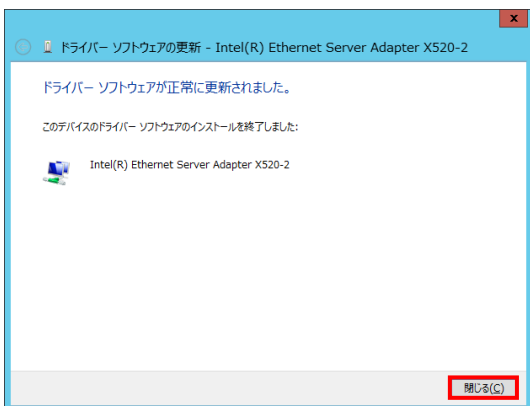 x
ドライバー ソフトウェアの更新 - Intel(R) Ethernet Server Adapter X520-2
ドライバー ソフトウェアが正常に更新されました。
このデバイスのドライバー ソフトウェアのインストールを終了しました:
Intel(R) Ethernet Server Adapter X520-2
閉じる(C)